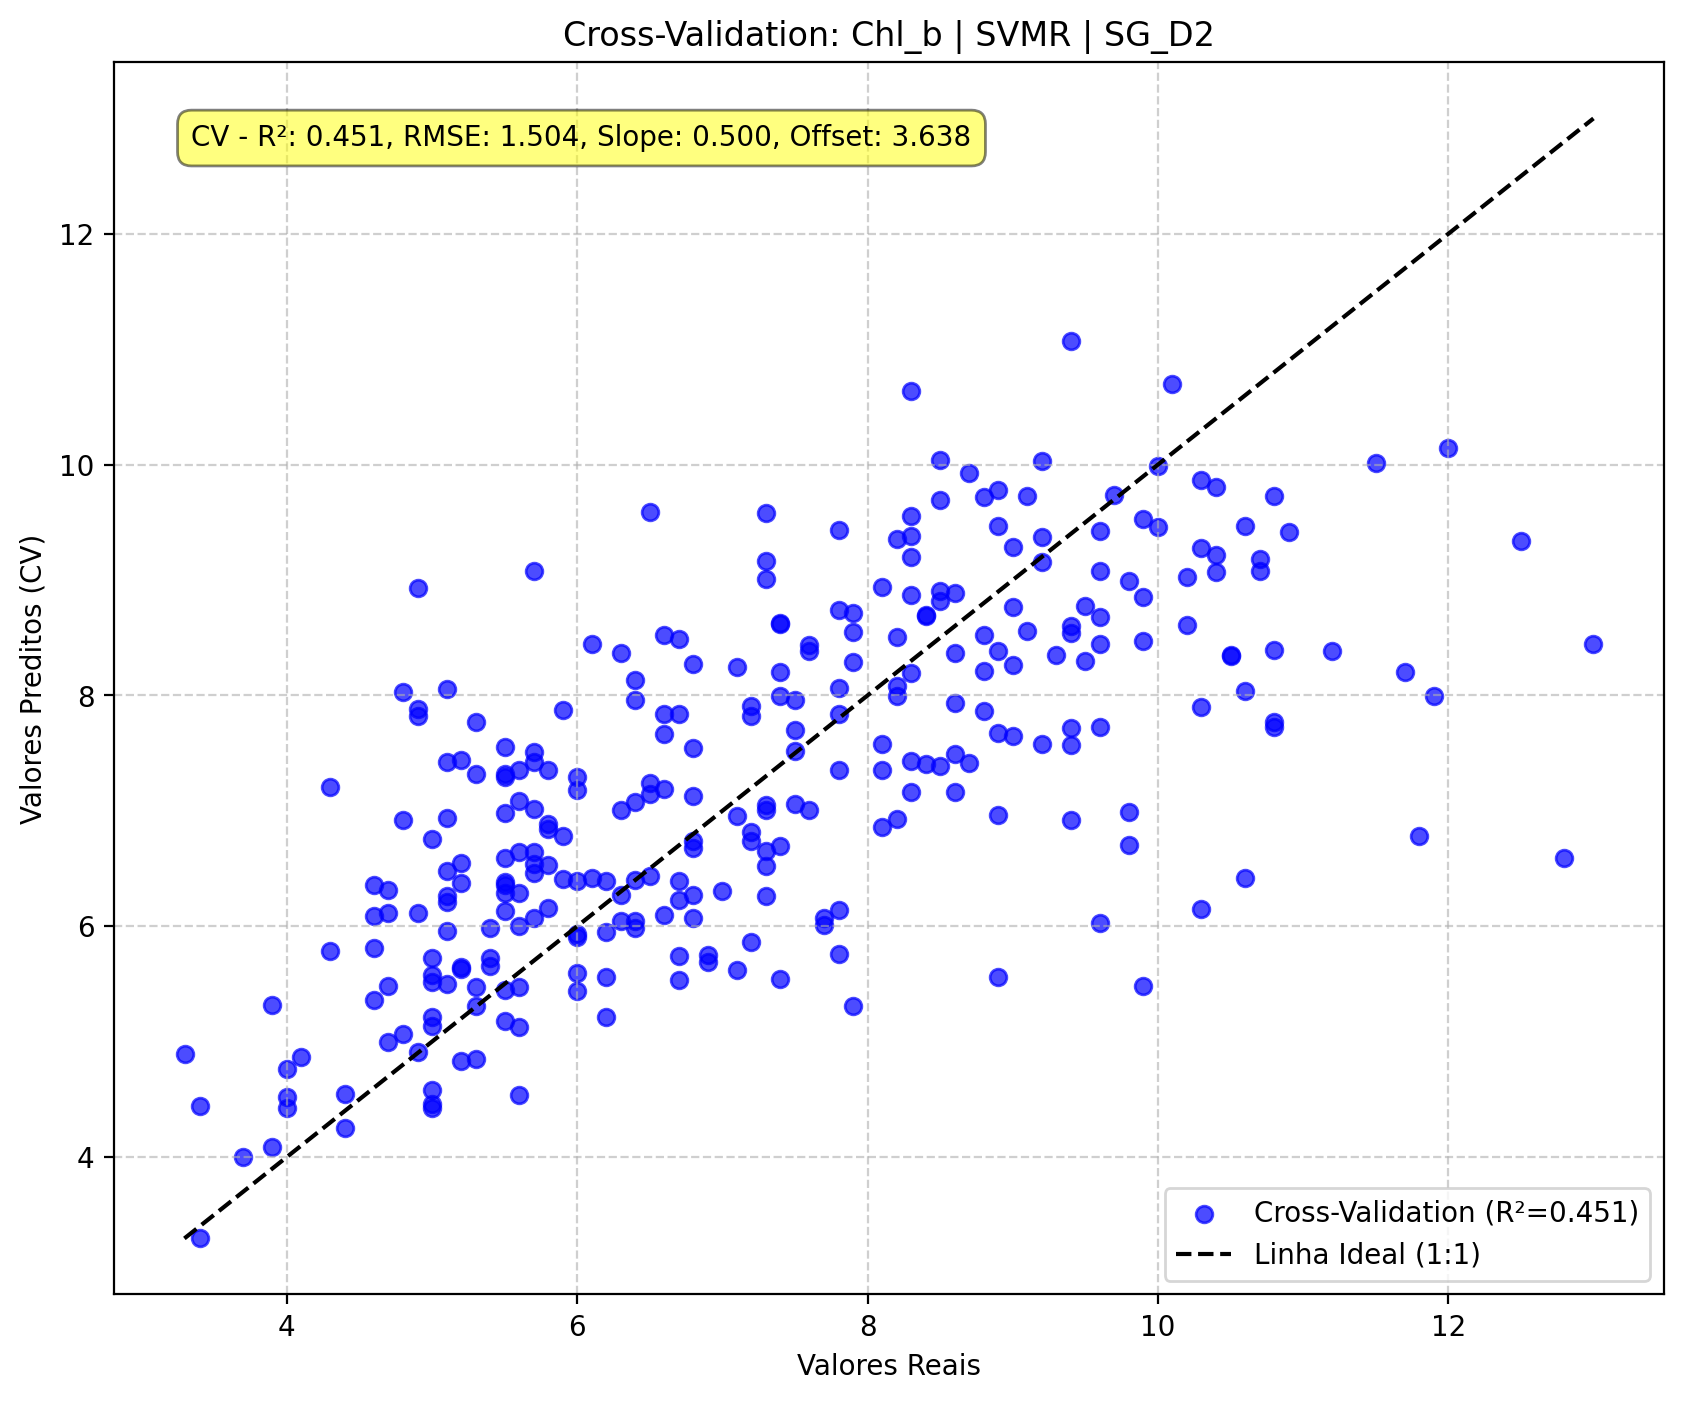 Cross-Validation: Chl_b | SVMR | SG_D2
CV - R²: 0.451, RMSE: 1.504, Slope: 0.500, Offset: 3.638
Valores Preditos (CV)
12
10
8
6
4
4
6
8
10
12
Valores Reais
Cross-Validation (R²=0.451)
Linha Ideal (1:1)